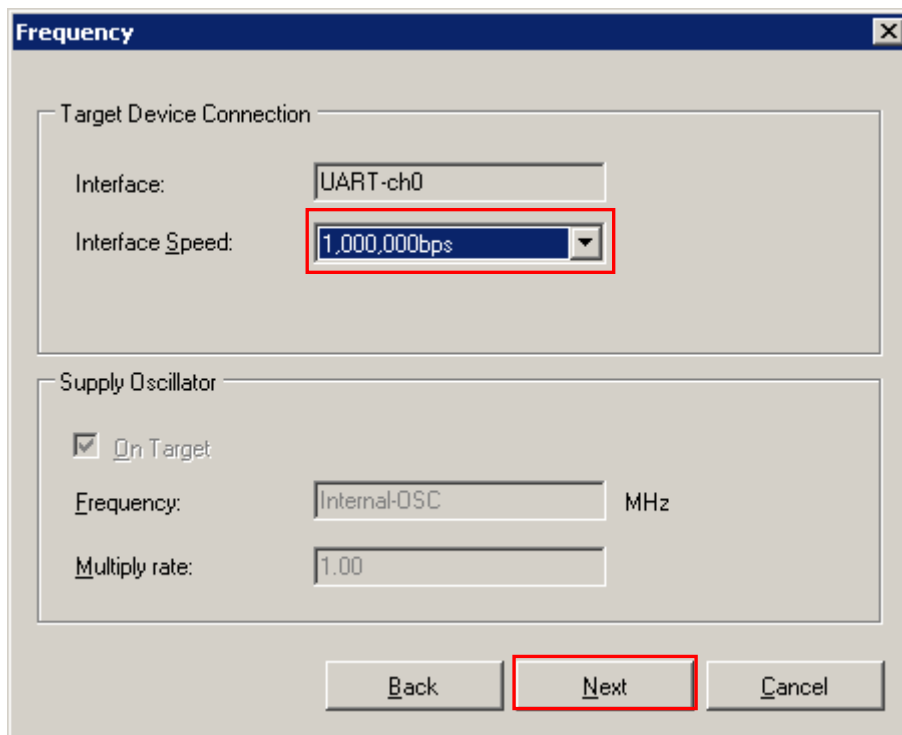 Frequency
Target Device Connection
Interface: UART-ch0
Interface Speed: 1,000,000bps
Supply Oscillator
On Target
Frequency: Internal-OSC MHz
Multiply rate: 1.00
Back Next Cancel